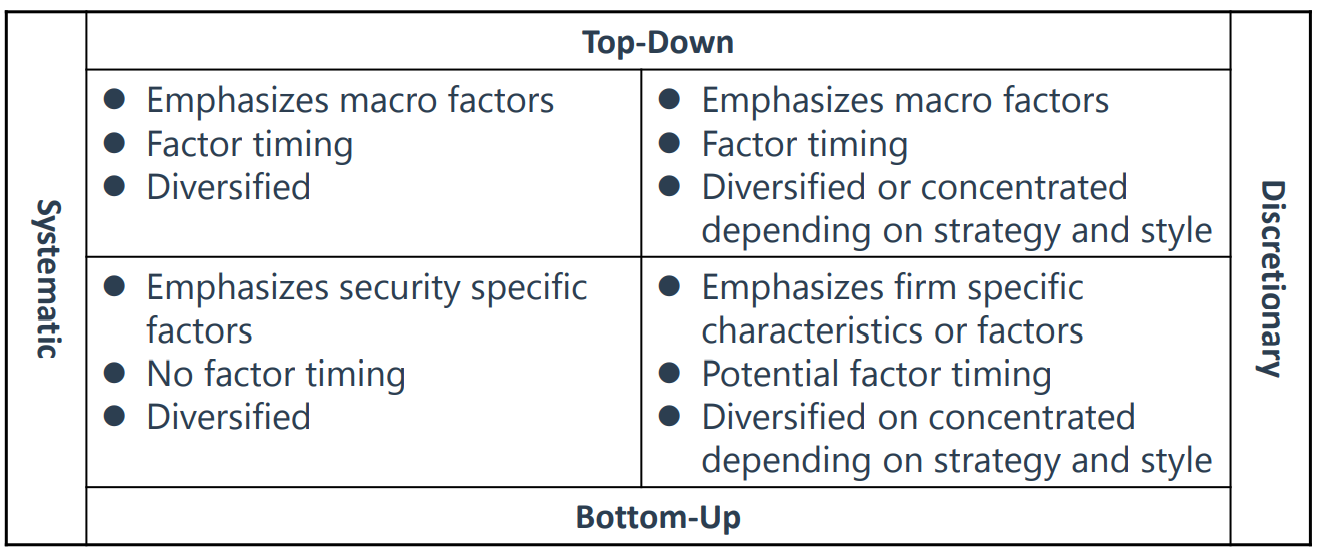 Top-Down
Systematic
● Emphasizes macro factors
● Factor timing
● Diversified
● Emphasizes macro factors
● Factor timing
● Diversified or concentrated
depending on strategy and style
● Emphasizes security specific
factors
● No factor timing
● Diversified
● Emphasizes firm specific
characteristics or factors
● Potential factor timing
● Diversified on concentrated
depending on strategy and style
Discretionary
Bottom-Up